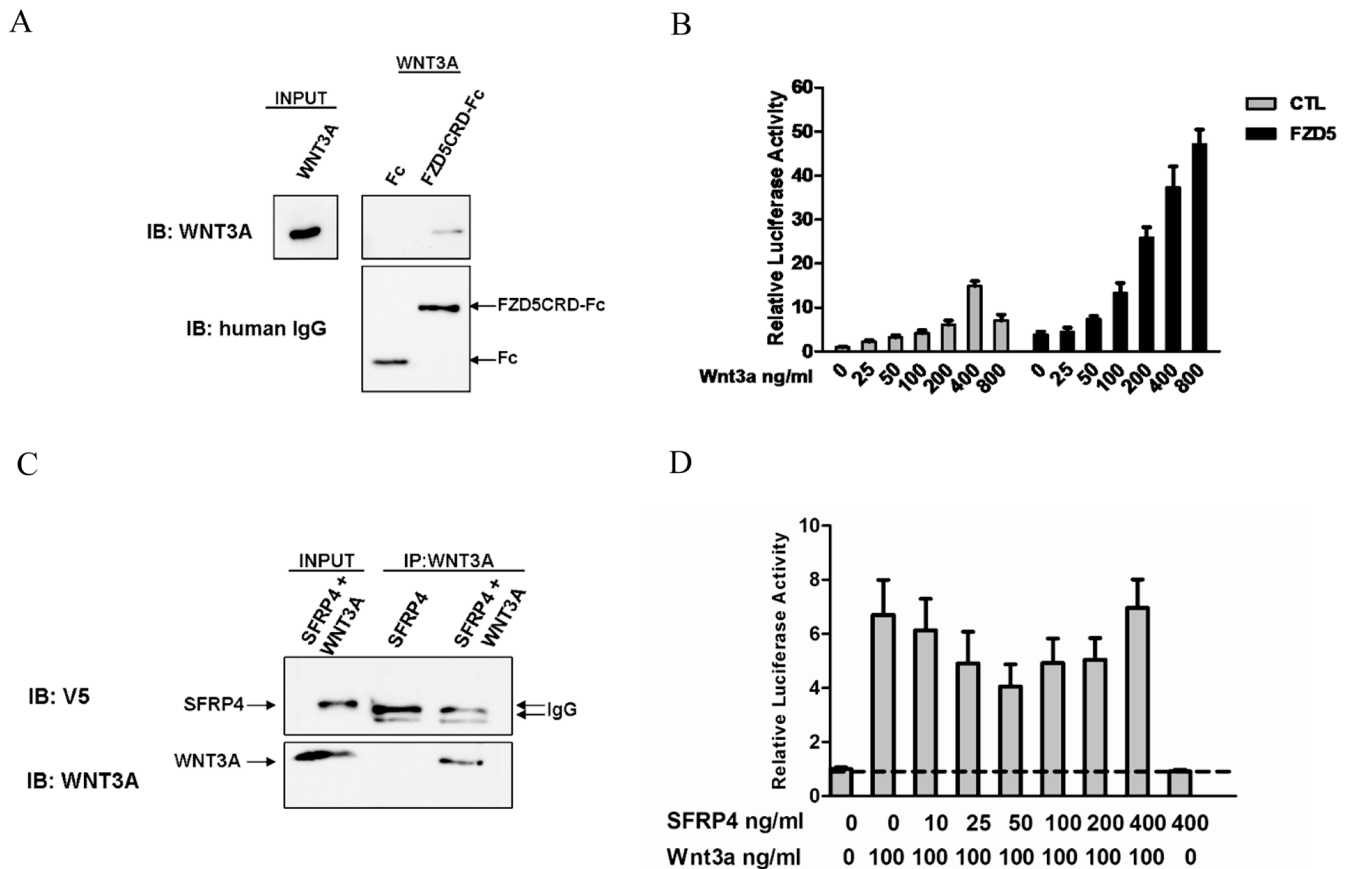 A
WNT3A
INPUT
WNT3A
Fc
FZD5CRD-Fc
IB: WNT3A
IB: human IgG
FZD5CRD-Fc
Fc
B
Relative Luciferase Activity
60
50
40
30
20
10
0
CTL
FZD5
Wnt3a ng/ml
0 25 50 100 200 400 800 0 25 50 100 200 400 800
C
INPUT IP:WNT3A
SFRP4 + WNT3A
SFRP4
SFRP4 + WNT3A
IB: V5
SFRP4
IgG
WNT3A
IB: WNT3A
D
Relative Luciferase Activity
10
8
6
4
2
0
SFRP4 ng/ml 0 0 10 25 50 100 200 400 400
Wnt3a ng/ml 0 100 100 100 100 100 100 100 0